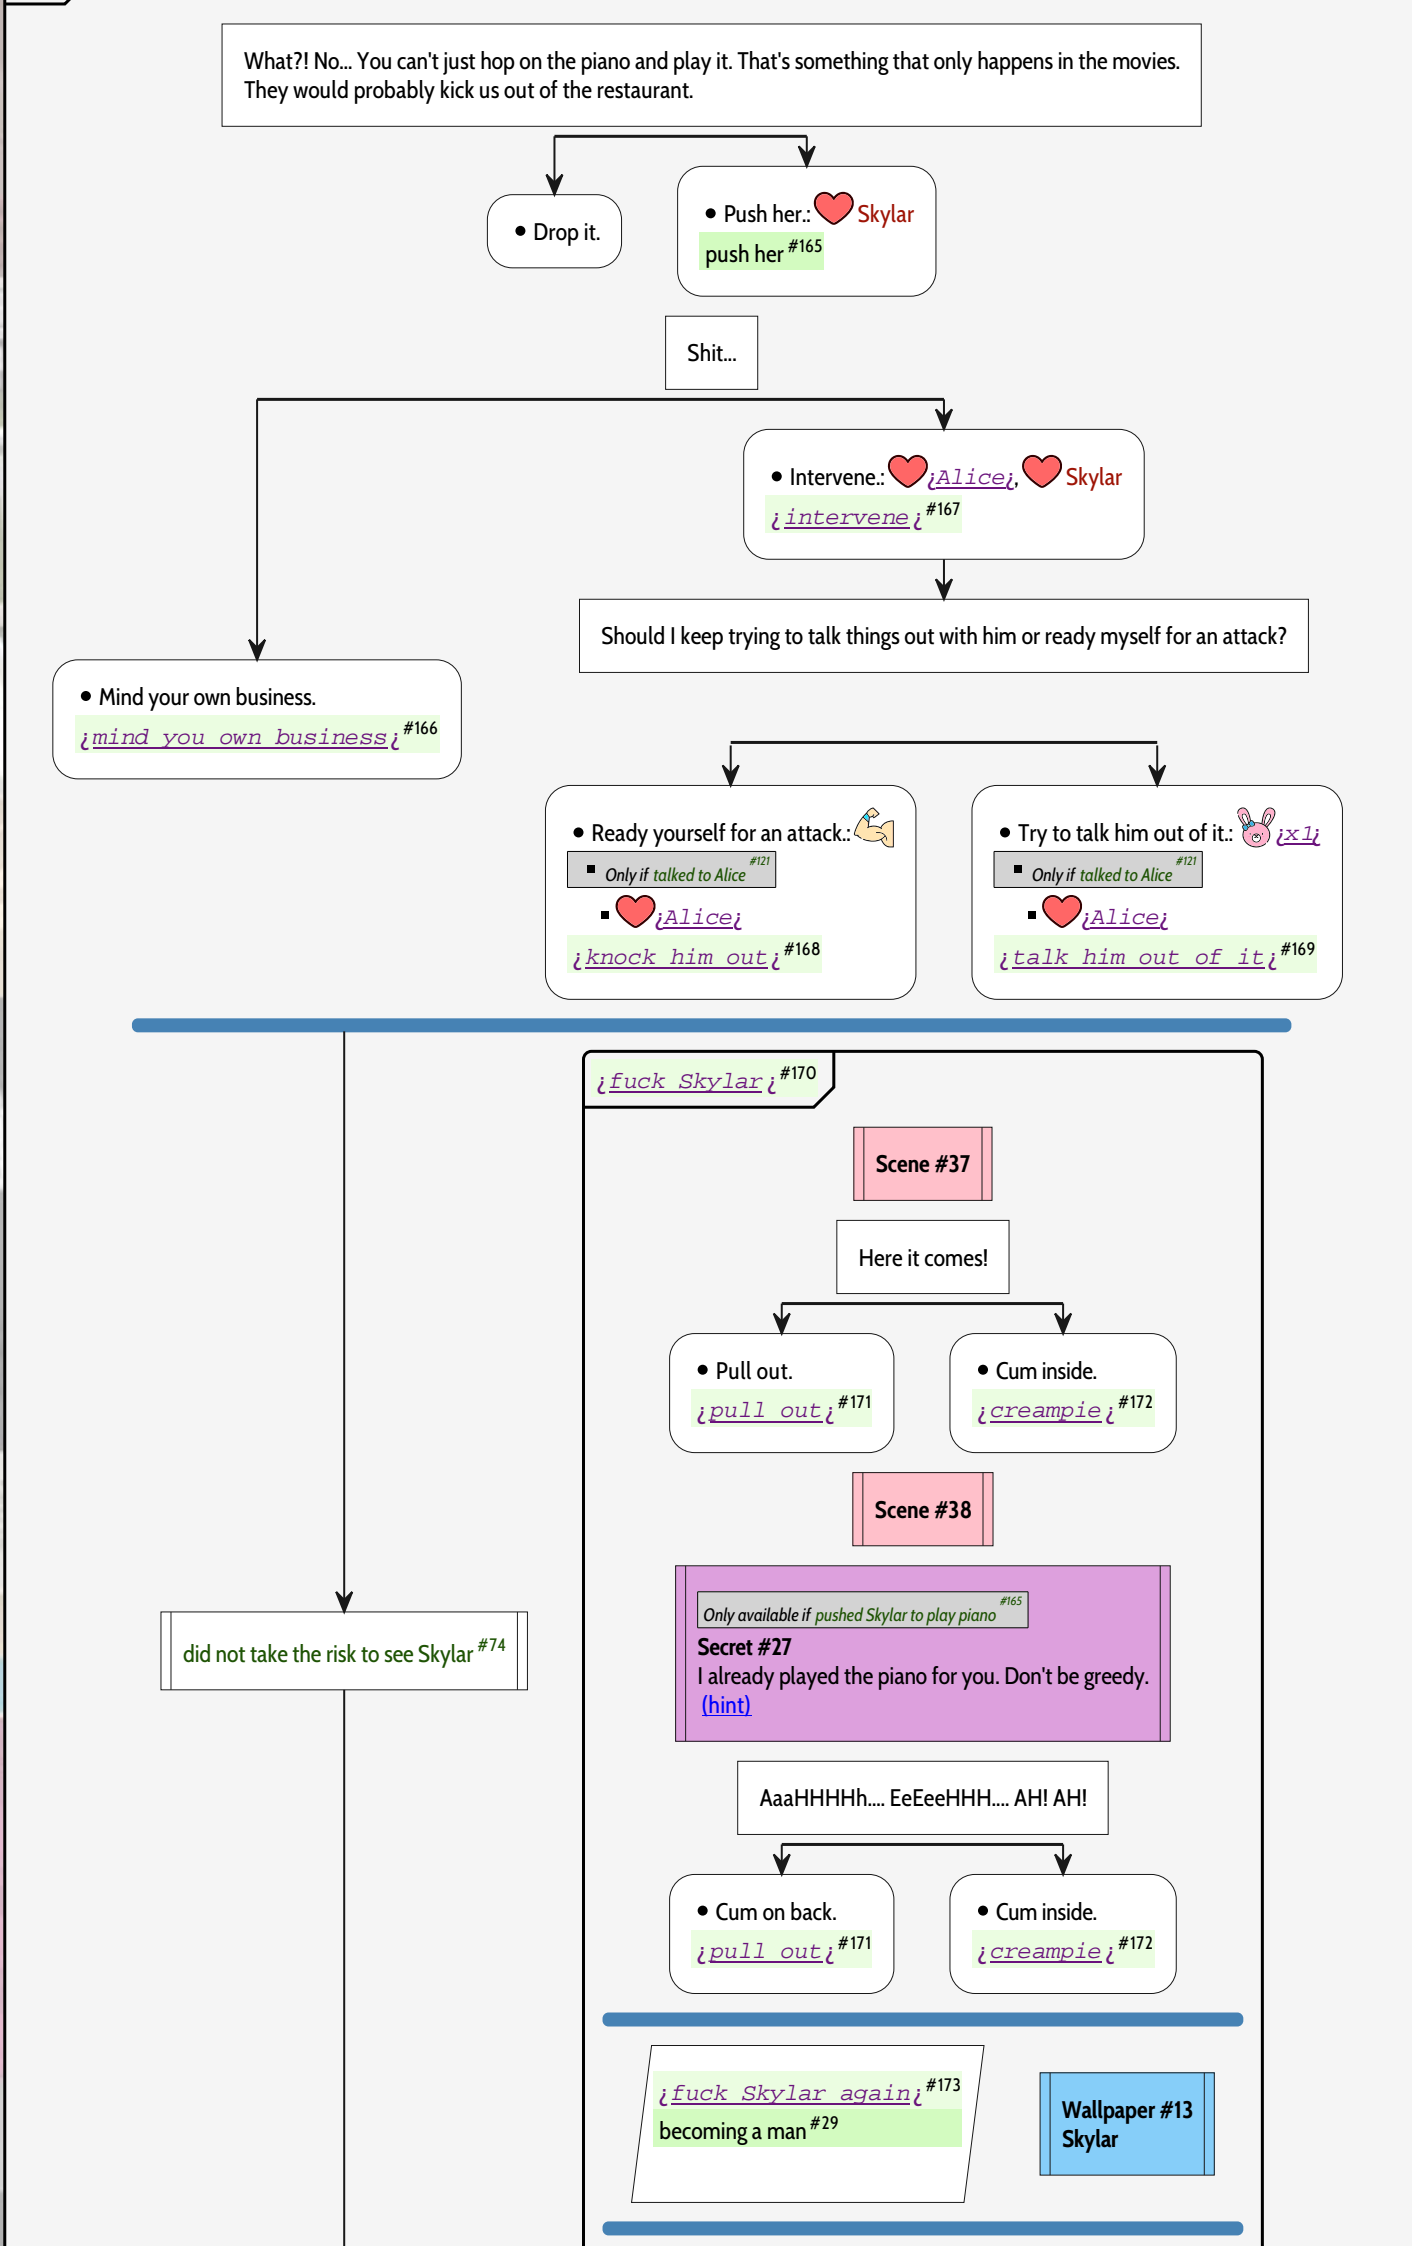 What?! No... You can't just hop on the piano and play it. That's something that only happens in the movies.
They would probably kick us out of the restaurant.
• Drop it.
• Push her.: Skylar
push her #165
Shit...
• Intervene.: ¿Alice¿, Skylar
¿intervene¿ #167
Should I keep trying to talk things out with him or ready myself for an attack?
• Mind your own business.
¿mind you own business¿ #166
• Ready yourself for an attack.:
▪ Only if talked to Alice #121
▪ ¿Alice¿
¿knock him out¿ #168
• Try to talk him out of it.: ¿x1¿
▪ Only if talked to Alice #121
▪ ¿Alice¿
¿talk him out of it¿ #169
¿fuck Skylar¿ #170
Scene #37
Here it comes!
• Pull out.
¿pull out¿ #171
• Cum inside.
¿creampie¿ #172
Scene #38
did not take the risk to see Skylar #74
Only available if pushed Skylar to play piano #165
Secret #27
I already played the piano for you. Don't be greedy.
(hint)
AaaHHHHh.... EeEeeHHH.... AH! AH!
• Cum on back.
¿pull out¿ #171
• Cum inside.
¿creampie¿ #172
¿fuck Skylar again¿ #173
becoming a man #29
Wallpaper #13
Skylar